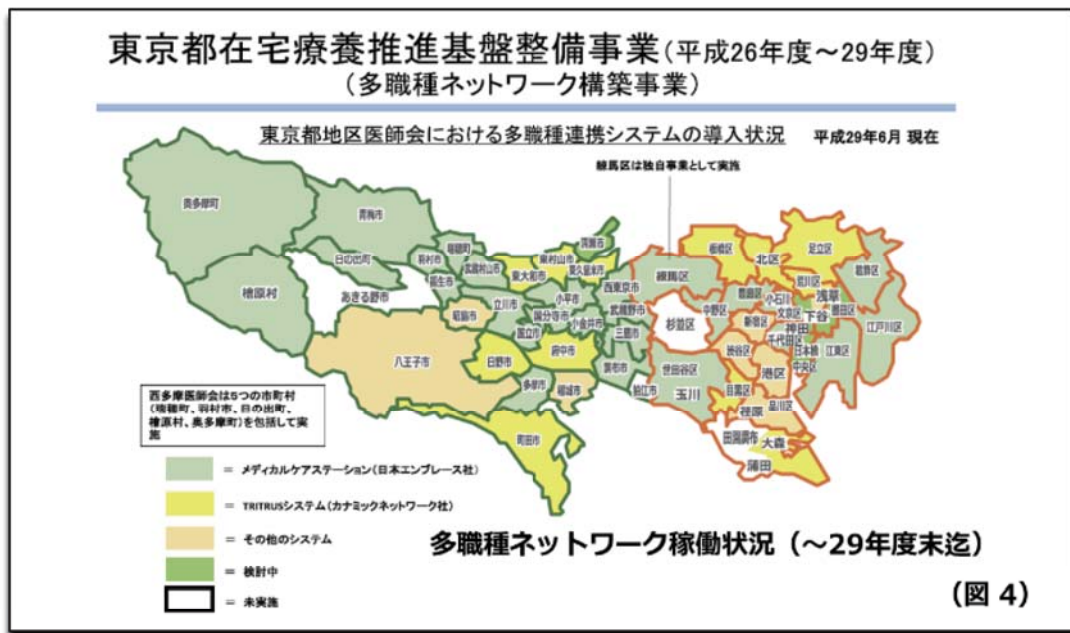 東京都在宅療養推進基盤整備事業(平成26年度～29年度)
(多職種ネットワーク構築事業)
東京都地区医師会における多職種連携システムの導入状況
平成29年6月 現在
練馬区は独自事業として実施
奥多摩町
青梅市
日の出町
檜原村
あきる野市
羽村市
瑞穂町
武蔵村山市
福生市
昭島市
八王子市
立川市
東大和市
東村山市
清瀬市
東久留米市
小平市
国分寺市
国立市
小金井市
西東京市
武蔵野市
三鷹市
府中市
日野市
調布市
多摩市
稲城市
狛江市
町田市
練馬区
板橋区
北区
足立区
葛飾区
荒川区
豊島区
小石川
文京区
浅草
下谷
墨田区
江戸川区
中野区
新宿区
杉並区
神田
千代田区
日本橋
中央区
江東区
渋谷区
港区
世田谷区
玉川
目黒区
品川区
荏原
田園調布
大森
蒲田
西多摩医師会は5つの市町村
(瑞穂町、羽村市、日の出町、
檜原村、奥多摩町)を包括して実
施
= メディカルケアステーション(日本エンブレース社)
= TRITRUSシステム(カナミックネットワーク社)
= その他のシステム
= 検討中
= 未実施
多職種ネットワーク稼働状況（～29年度末迄）
(図 4)